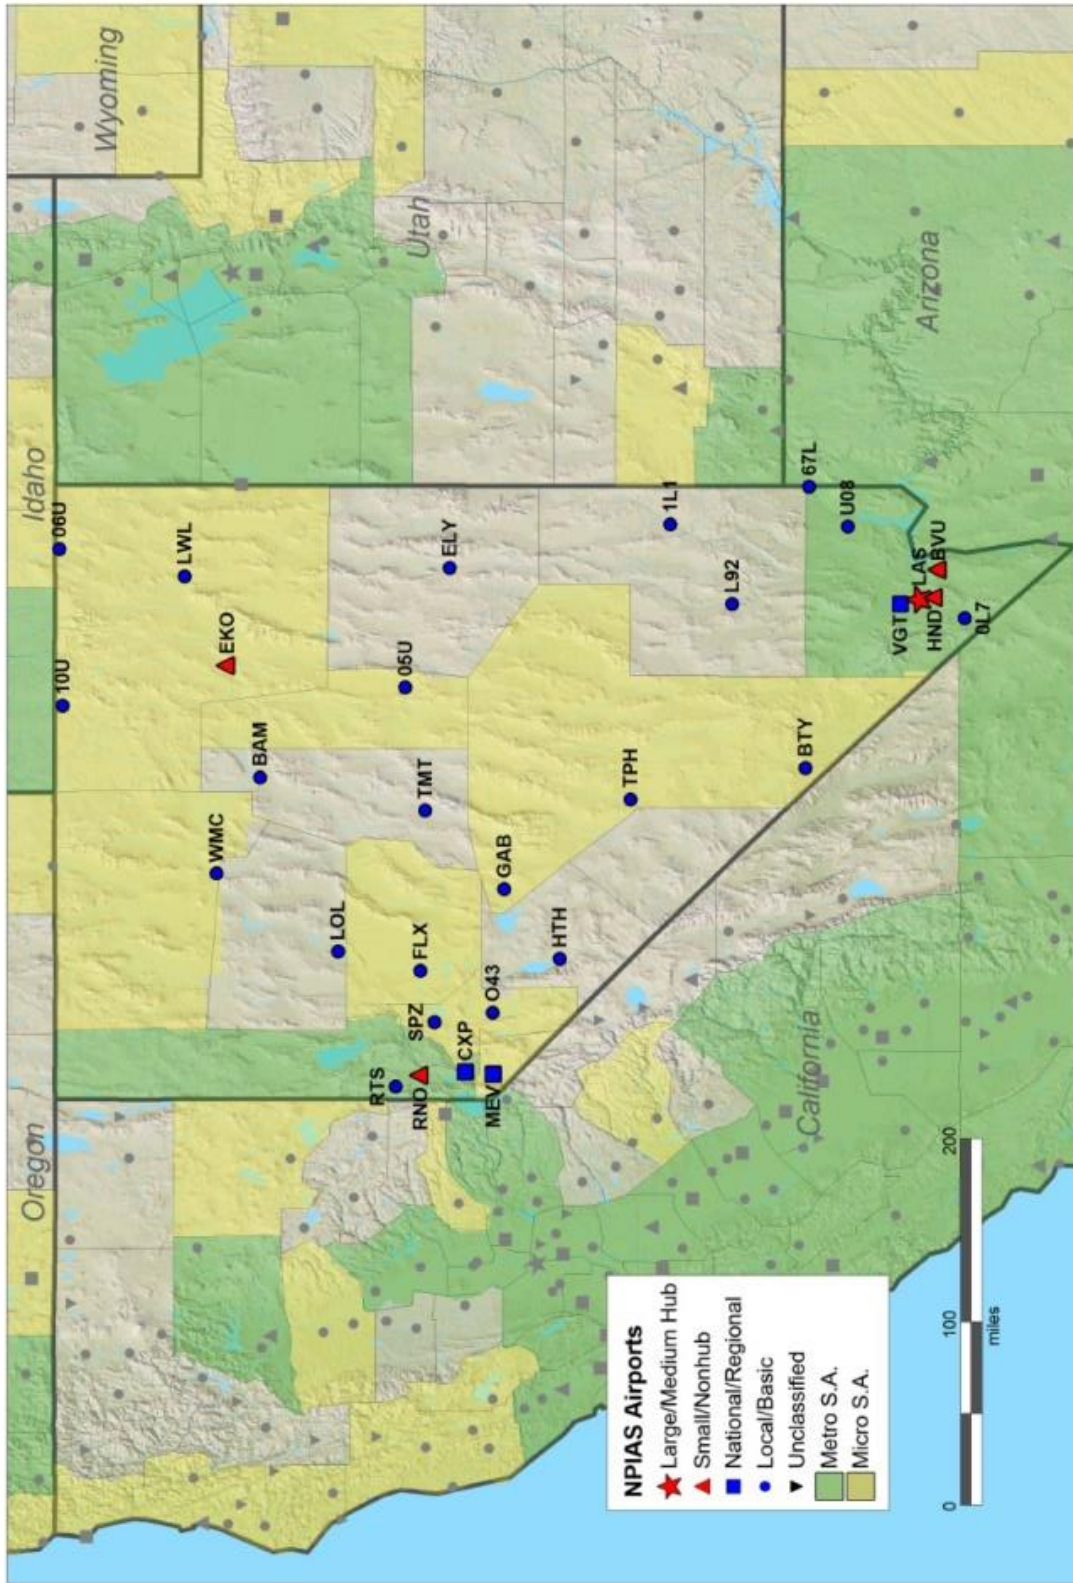 Oregon
Idaho
Wyoming
10U
06U
LWL
WMC
EKO
BAM
LOL
RTS
05U
RNO
FLX
TMT
SPZ
ELY
Utah
CXP
MEV
O43
GAB
HTH
TPH
1L1
L92
BTY
67L
U08
VGT
LAS
HND
BVU
0L7
California
Arizona
NPIAS Airports
Large/Medium Hub
Small/Nonhub
National/Regional
Local/Basic
Unclassified
Metro S.A.
Micro S.A.
0 100 200
miles